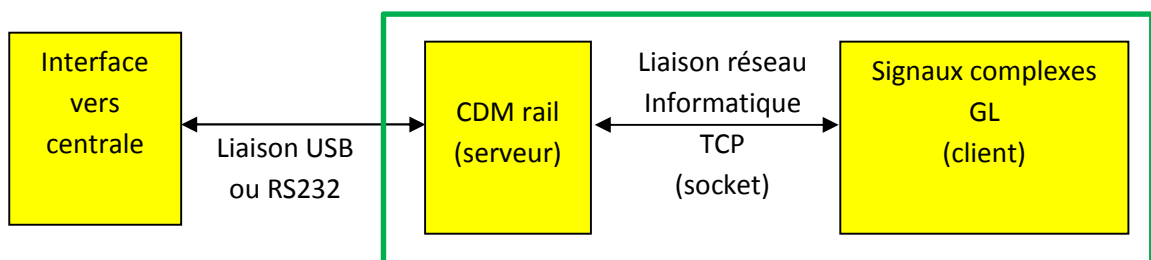 Interface
vers
centrale
Liaison USB
ou RS232
CDM rail
(serveur)
Liaison réseau
Informatique
TCP
(socket)
Signaux complexes
GL
(client)